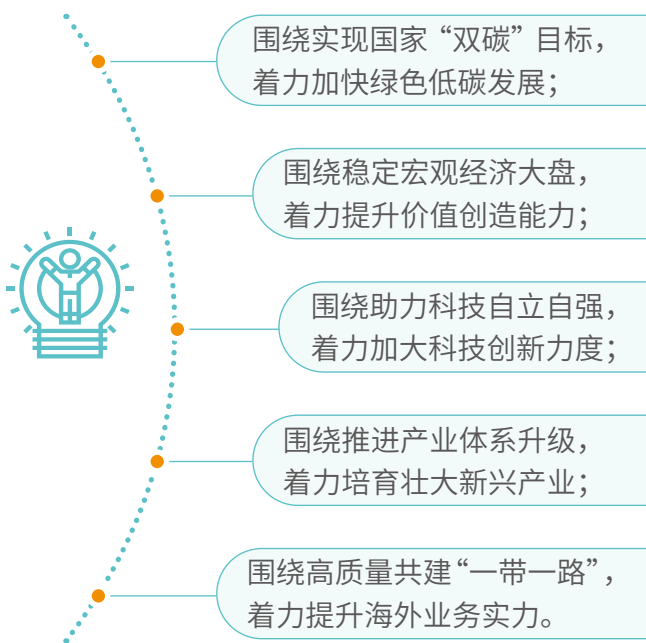 围绕实现国家“双碳”目标，
着力加快绿色低碳发展；
围绕稳定宏观经济大盘，
着力提升价值创造能力；
围绕助力科技自立自强，
着力加大科技创新力度；
围绕推进产业体系升级，
着力培育壮大新兴产业；
围绕高质量共建“一带一路”，
着力提升海外业务实力。